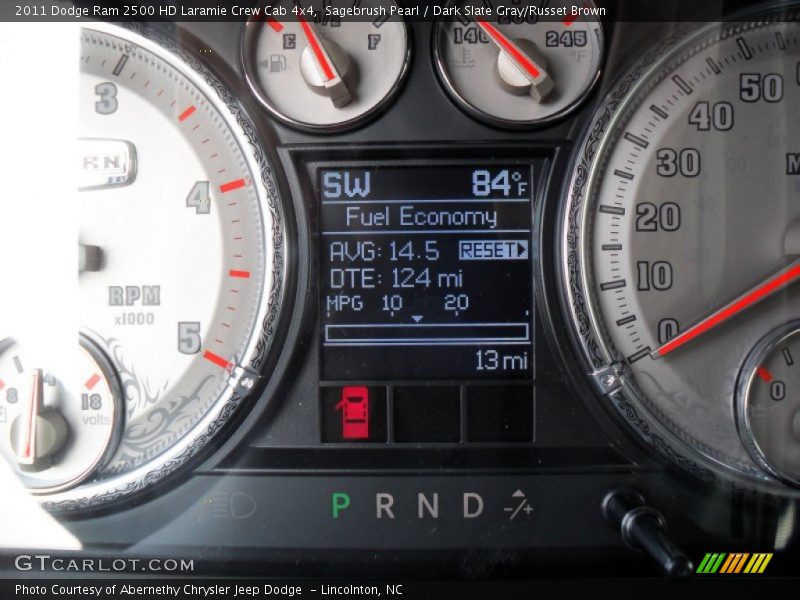 2011 Dodge Ram 2500 HD Laramie Crew Cab 4x4, Sagebrush Pearl / Dark Slate Gray/Russet Brown
E F
140 245
°F
3
4
5
RPM
x1000
8 18
volts
SW 84°F
Fuel Economy
AVG: 14.5 RESET
DTE: 124 mi
MPG 10 20
13 mi
50
40
30
20
10
0
M
0
P R N D -/+
GTCARLOT.COM
Photo Courtesy of Abernethy Chrysler Jeep Dodge - Lincolnton, NC